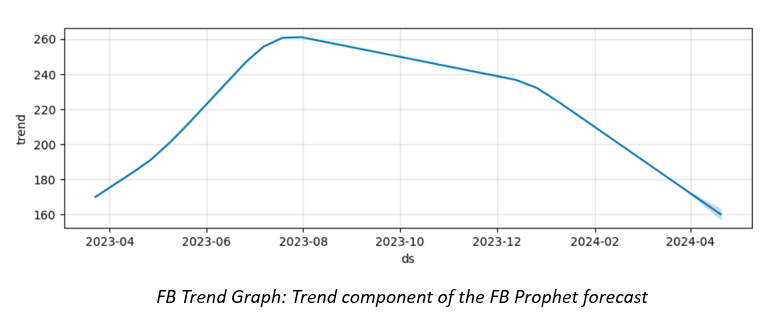 260
240
220
200
180
160
trend
2023-04 2023-06 2023-08 2023-10 2023-12 2024-02 2024-04
ds
FB Trend Graph: Trend component of the FB Prophet forecast